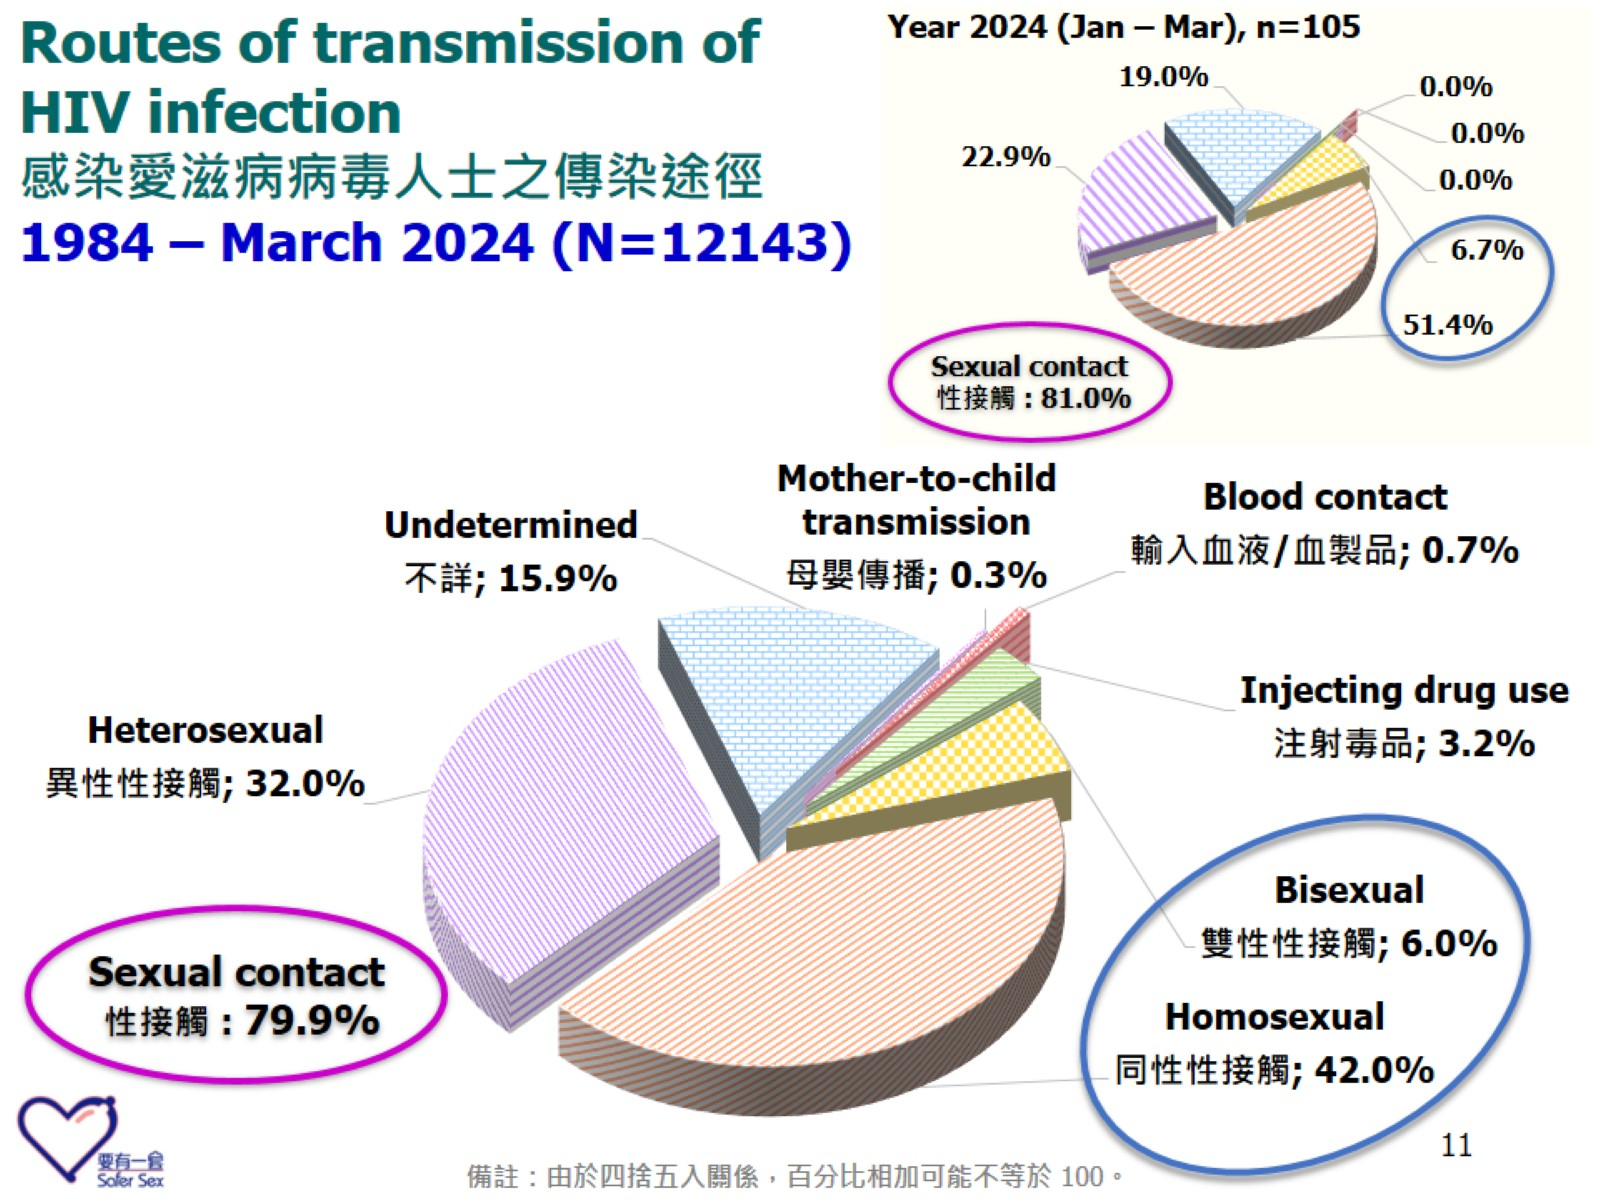 Routes of transmission of
HIV infection
感染愛滋病病毒人士之傳染途徑
1984 – March 2024 (N=12143)
Year 2024 (Jan – Mar), n=105
19.0%
0.0%
0.0%
0.0%
22.9%
6.7%
51.4%
Sexual contact
性接觸 : 81.0%
Undetermined
不詳; 15.9%
Mother-to-child
transmission
母嬰傳播; 0.3%
Blood contact
輸入血液/血製品; 0.7%
Injecting drug use
注射毒品; 3.2%
Heterosexual
異性性接觸; 32.0%
Bisexual
雙性性接觸; 6.0%
Homosexual
同性性接觸; 42.0%
Sexual contact
性接觸 : 79.9%
要有一套
Safer Sex
備註：由於四捨五入關係，百分比相加可能不等於 100。
11